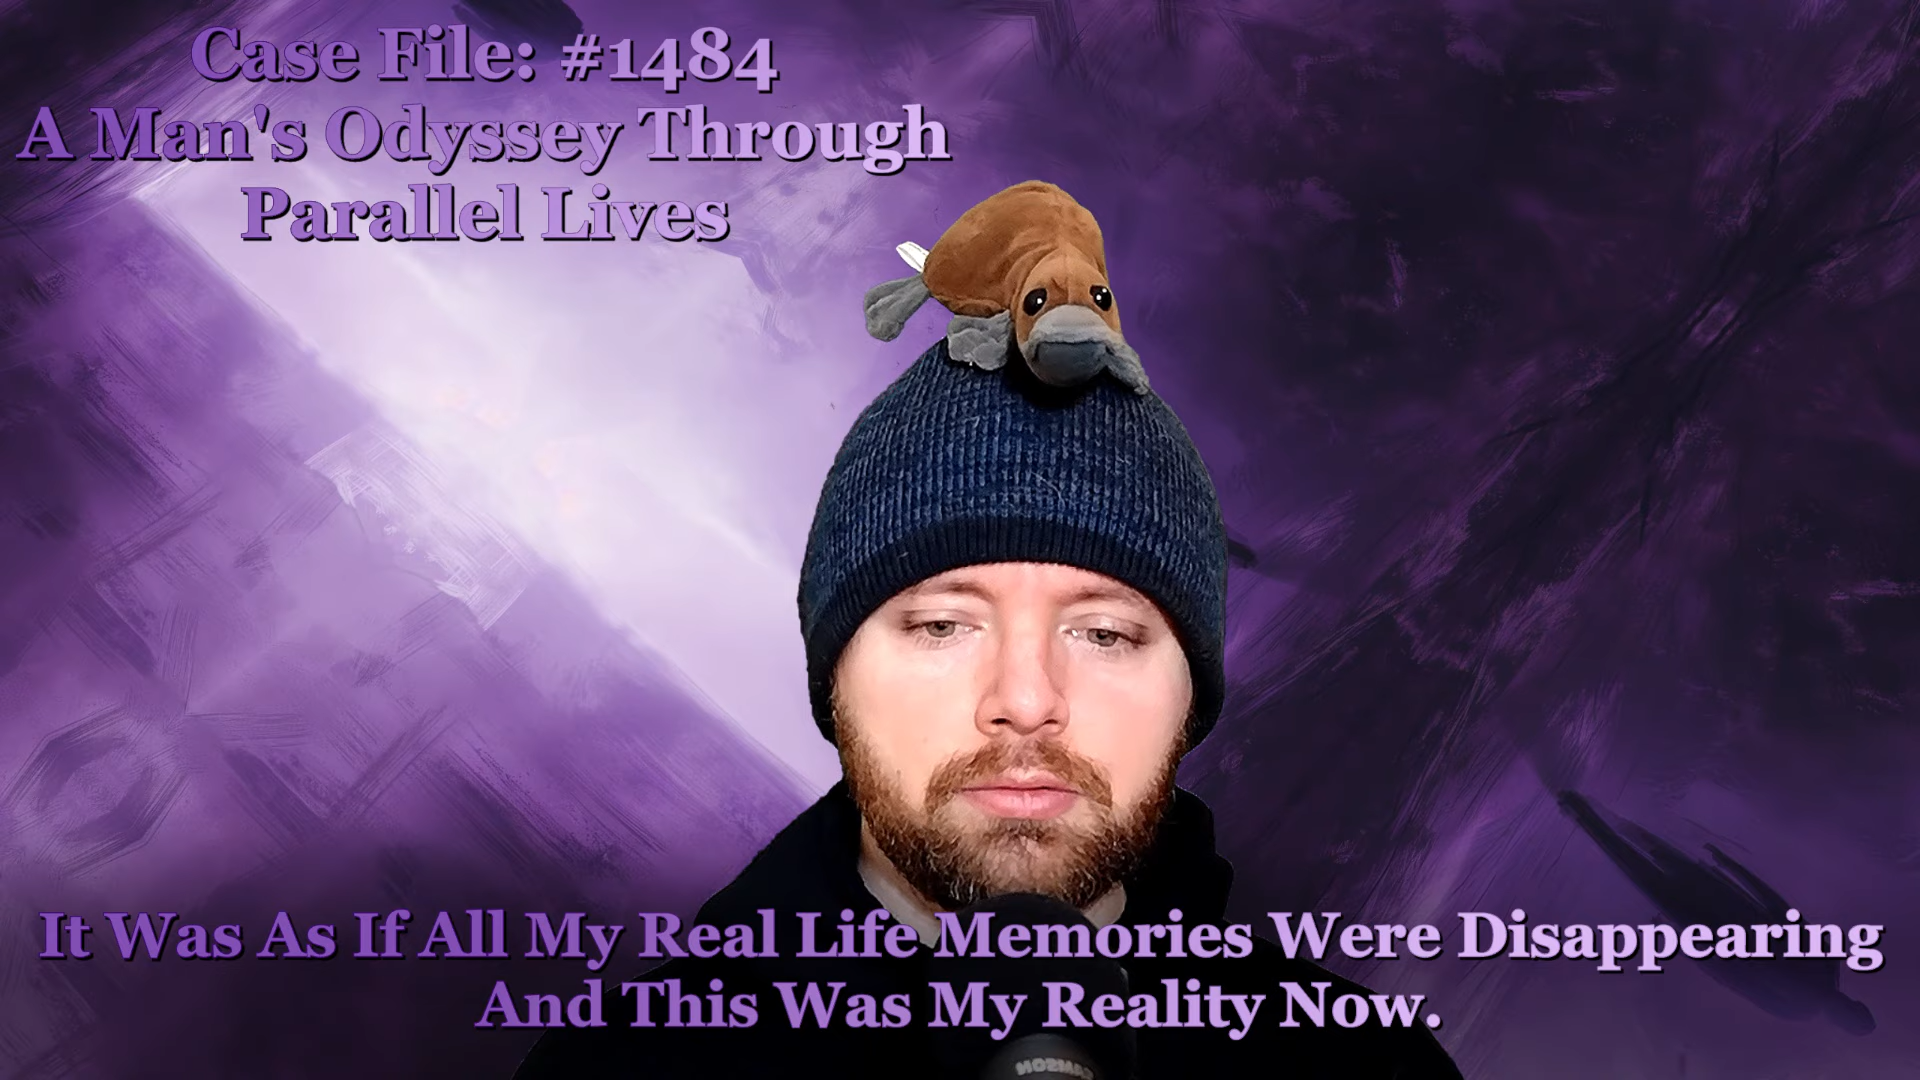 Case File: #1484
A Man's Odyssey Through
Parallel Lives
It Was As If All My Real Life Memories Were Disappearing
And This Was My Reality Now.